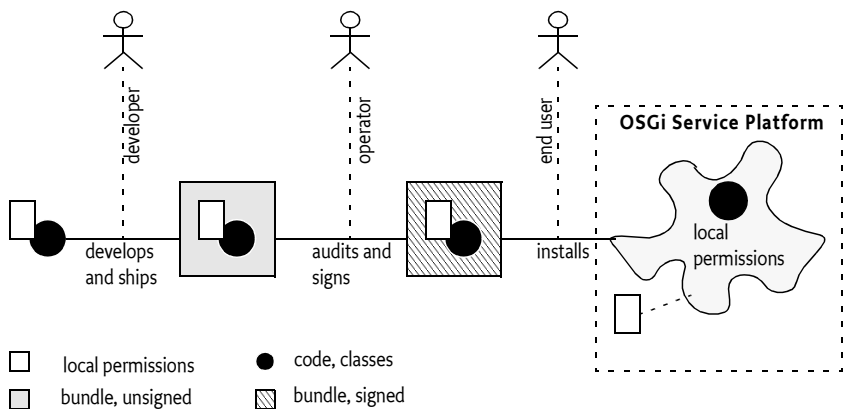 developer
operator
end user
OSGi Service Platform
local
permissions
develops
and ships
audits and
signs
installs
local permissions
code, classes
bundle, unsigned
bundle, signed